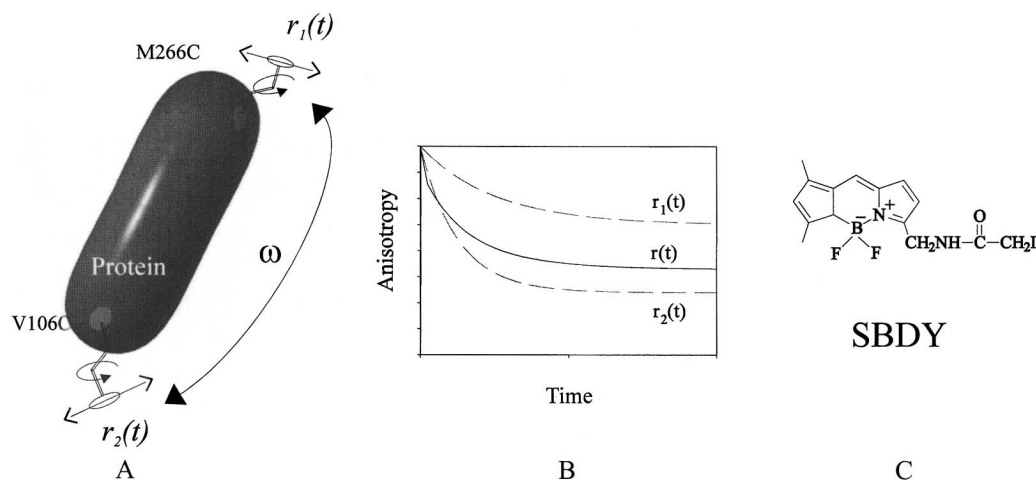 r₁(t)
M266C
ω
Protein
V106C
r₂(t)
A
Anisotropy
r₁(t)
r(t)
r₂(t)
Time
B
O
N⁺
B⁻
F F
CH₂NH C CH₂I
SBDY
C